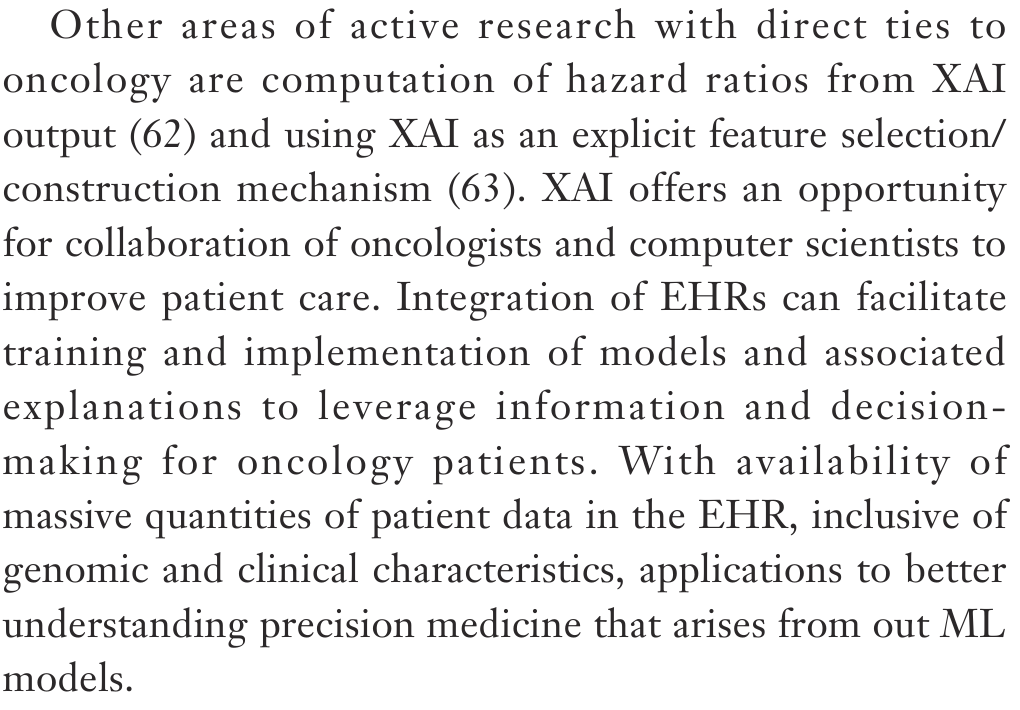 Other areas of active research with direct ties to
oncology are computation of hazard ratios from XAI
output (62) and using XAI as an explicit feature selection/
construction mechanism (63). XAI offers an opportunity
for collaboration of oncologists and computer scientists to
improve patient care. Integration of EHRs can facilitate
training and implementation of models and associated
explanations to leverage information and decision-
making for oncology patients. With availability of
massive quantities of patient data in the EHR, inclusive of
genomic and clinical characteristics, applications to better
understanding precision medicine that arises from out ML
models.